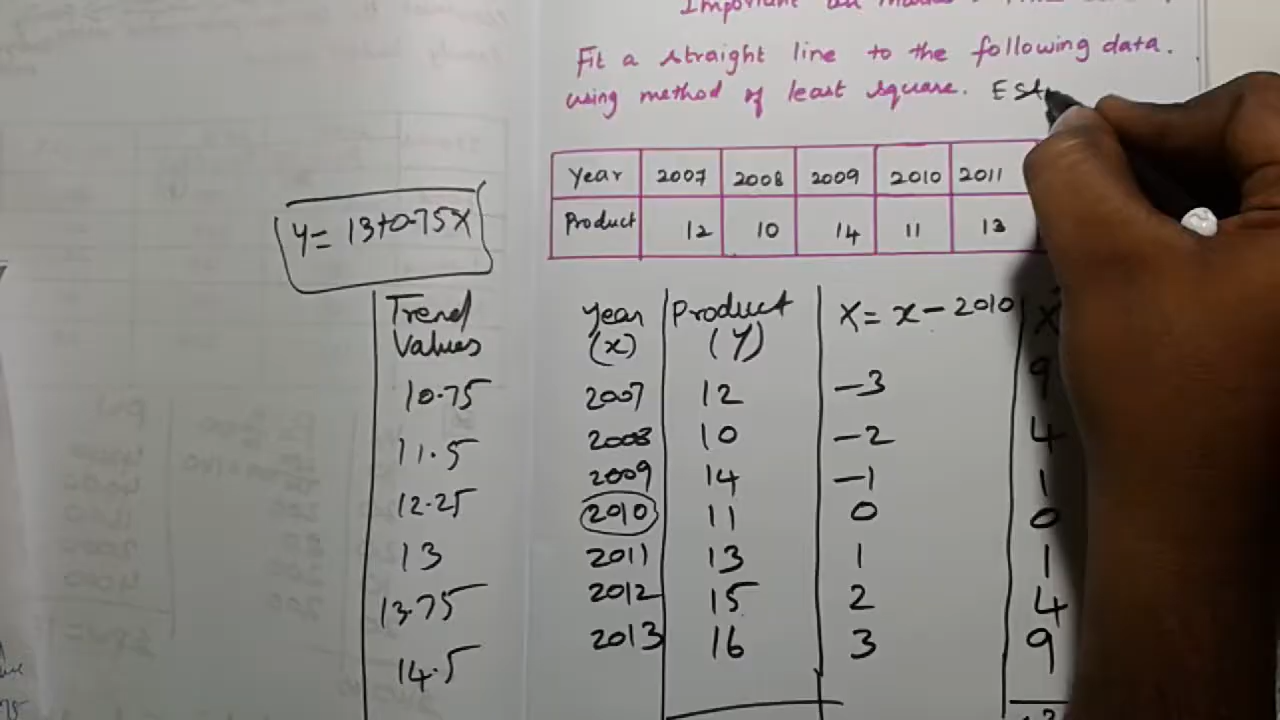 Important
Fit a straight line to the following data.
using method of least square. Est
Year 2007 2008 2009 2010 2011
Product 12 10 14 11 13
Y = 13+0.75X
Trend Values Year (x) Product (Y) X = x - 2010 X
10.75 2007 12 -3 9
11.5 2008 10 -2 4
12.25 2009 14 -1 1
13 2010 11 0 0
13.75 2011 13 1 1
14.5 2012 15 2 4
2013 16 3 9